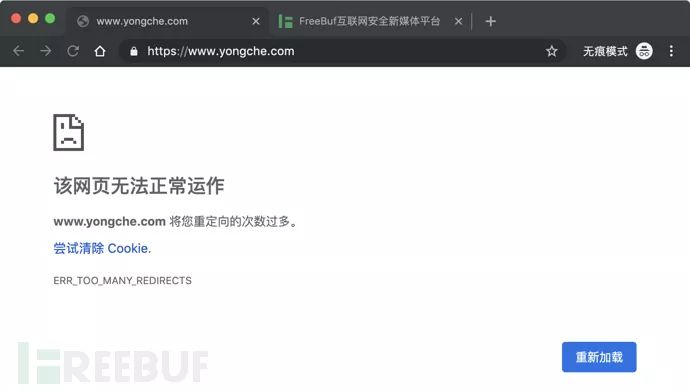 www.yongche.com
FreeBuf互联网安全新媒体平台
https://www.yongche.com
无痕模式
该网页无法正常运作
www.yongche.com 将您重定向的次数过多。
尝试清除 Cookie.
ERR_TOO_MANY_REDIRECTS
重新加载
FREEBUF